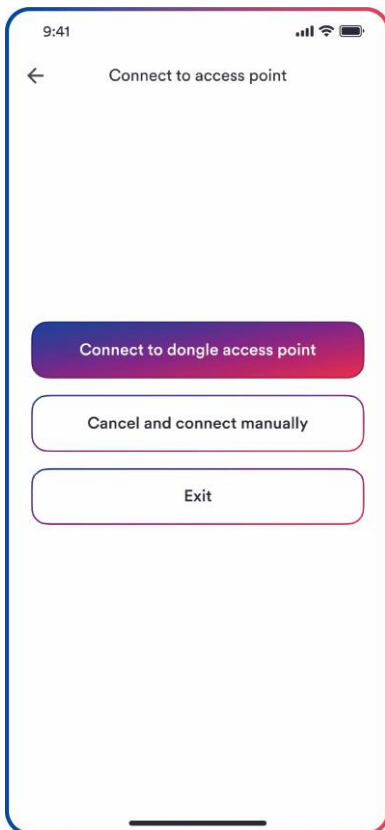 9:41
Connect to access point
Connect to dongle access point
Cancel and connect manually
Exit